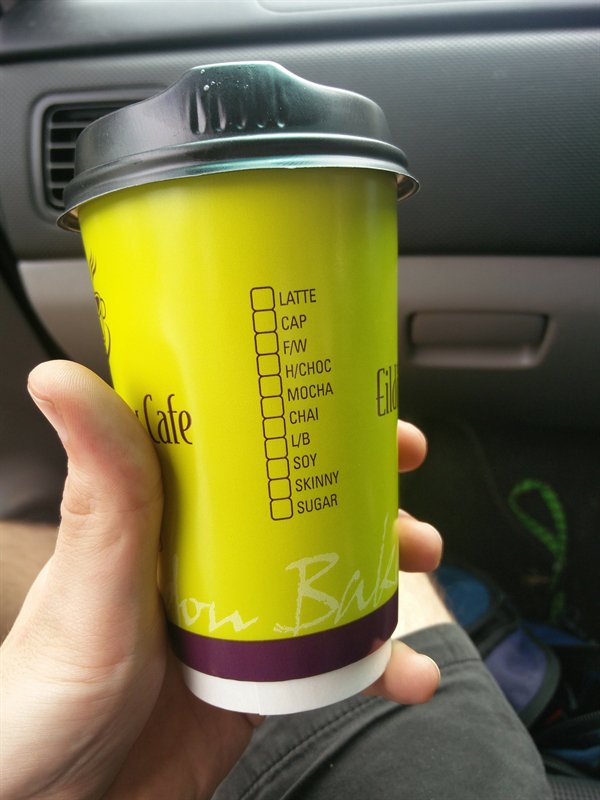 LATTE
CAP
F/W
H/CHOC
MOCHA
CHAI
L/B
SOY
SKINNY
SUGAR
Cafe